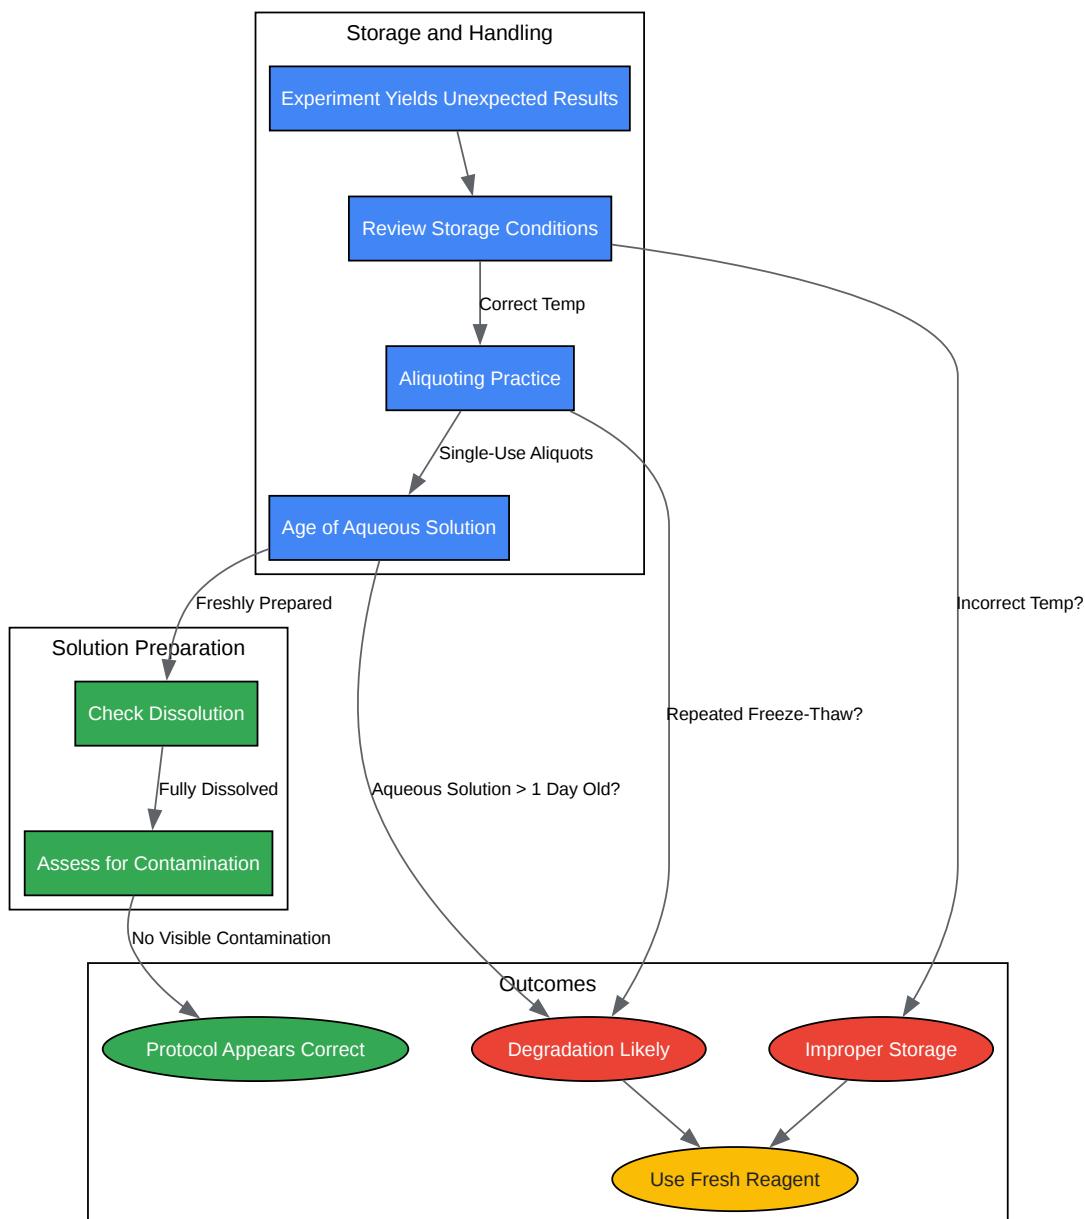 Storage and Handling
Experiment Yields Unexpected Results
Review Storage Conditions
Correct Temp
Aliquoting Practice
Single-Use Aliquots
Age of Aqueous Solution
Freshly Prepared
Incorrect Temp?
Solution Preparation
Check Dissolution
Repeated Freeze-Thaw?
Fully Dissolved
Aqueous Solution > 1 Day Old?
Assess for Contamination
No Visible Contamination
Outcomes
Protocol Appears Correct
Degradation Likely
Improper Storage
Use Fresh Reagent